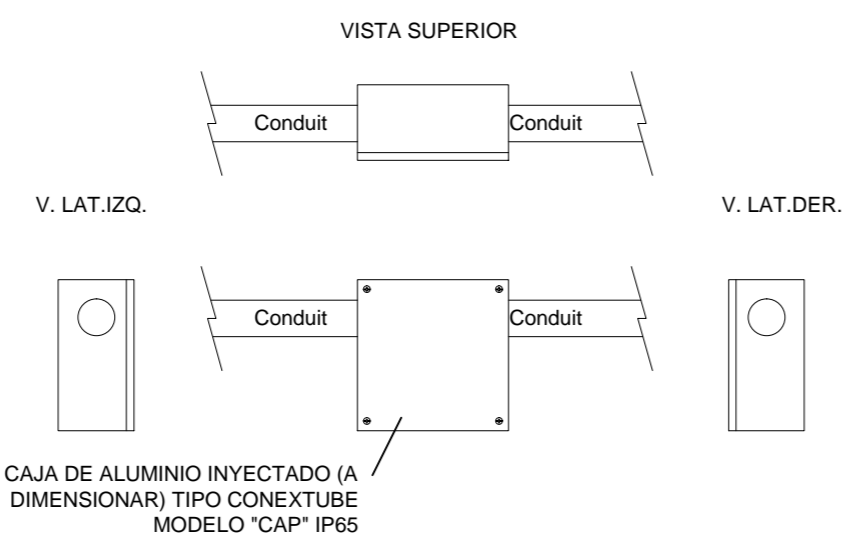 VISTA SUPERIOR
Conduit
Conduit
V. LAT.IZQ.
V. LAT.DER.
Conduit
Conduit
CAJA DE ALUMINIO INYECTADO (A
DIMENSIONAR) TIPO CONEXTUBE
MODELO "CAP" IP65